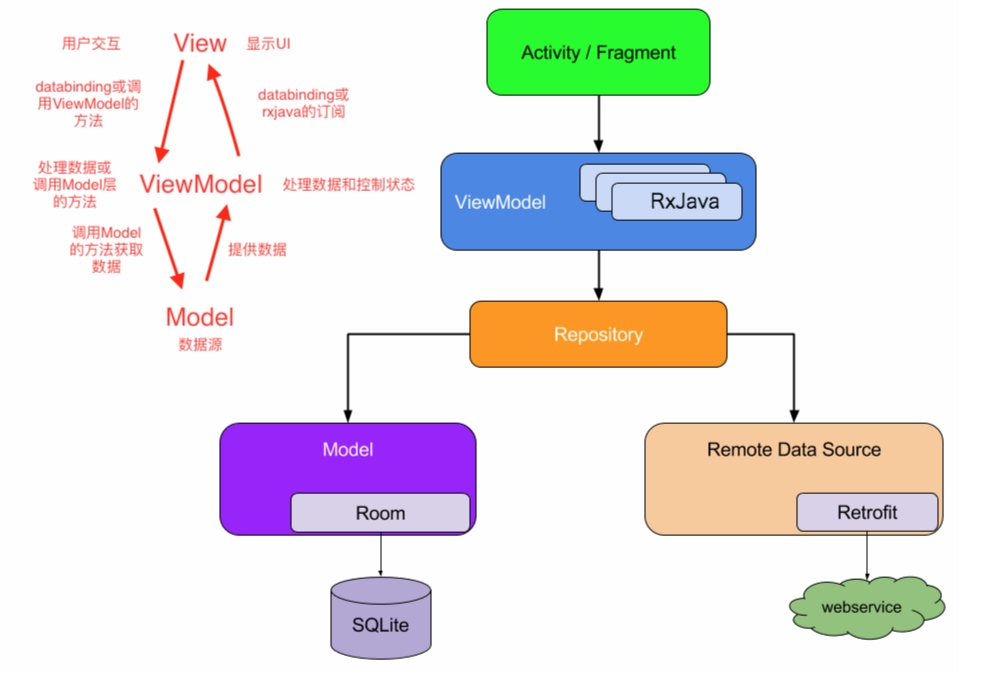 用户交互
View
显示UI
databinding或调
用ViewModel的
方法
databinding或
rxjava的订阅
处理数据或
调用Model层
的方法
ViewModel
处理数据和控制状态
调用Model
的方法获取
数据
提供数据
Model
数据源
Activity / Fragment
ViewModel
RxJava
Repository
Model
Room
SQLite
Remote Data Source
Retrofit
webservice